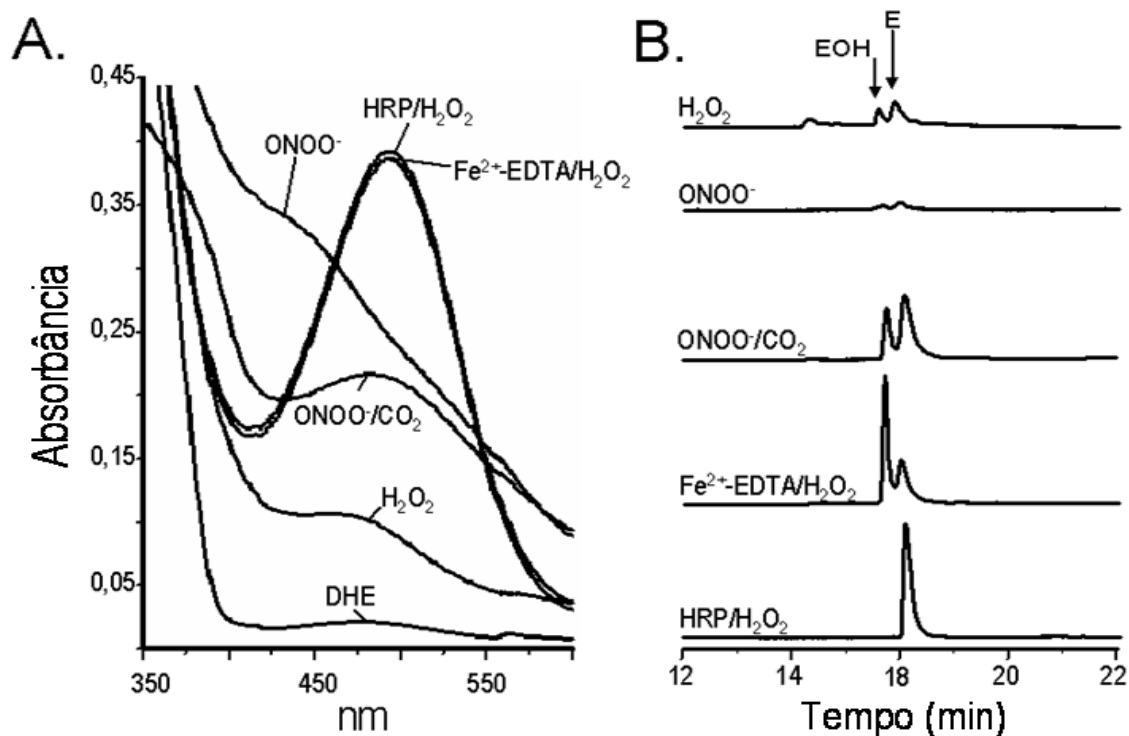 A.
Absorbância
0,45
0,35
0,25
0,15
0,05
350
450
550
nm
ONOO⁻
HRP/H₂O₂
Fe²⁺-EDTA/H₂O₂
ONOO⁻/CO₂
H₂O₂
DHE
B.
EOH
E
H₂O₂
ONOO⁻
ONOO⁻/CO₂
Fe²⁺-EDTA/H₂O₂
HRP/H₂O₂
12
14
18
20
22
Tempo (min)